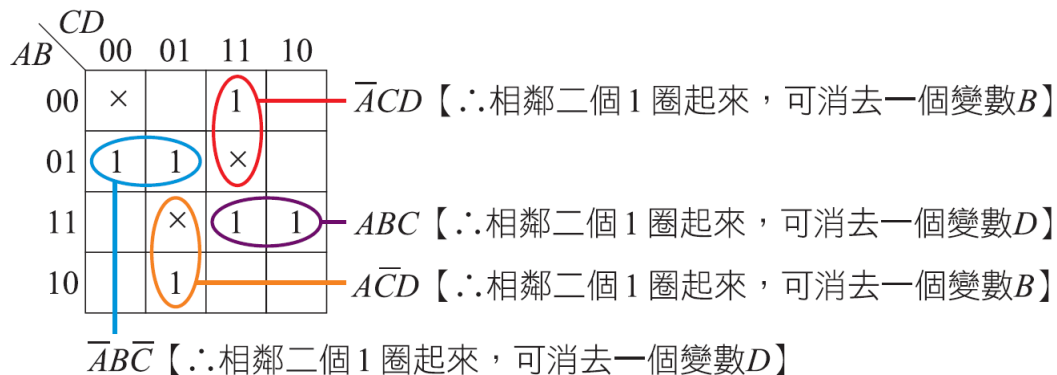 CD
AB 00 01 11 10
00 × 1 A̅CD【∴相鄰二個1圈起來，可消去一個變數B】
01 1 1 ×
11 × 1 1 ABC【∴相鄰二個1圈起來，可消去一個變數D】
10 1 AC̅D【∴相鄰二個1圈起來，可消去一個變數B】
A̅BC̅【∴相鄰二個1圈起來，可消去一個變數D】